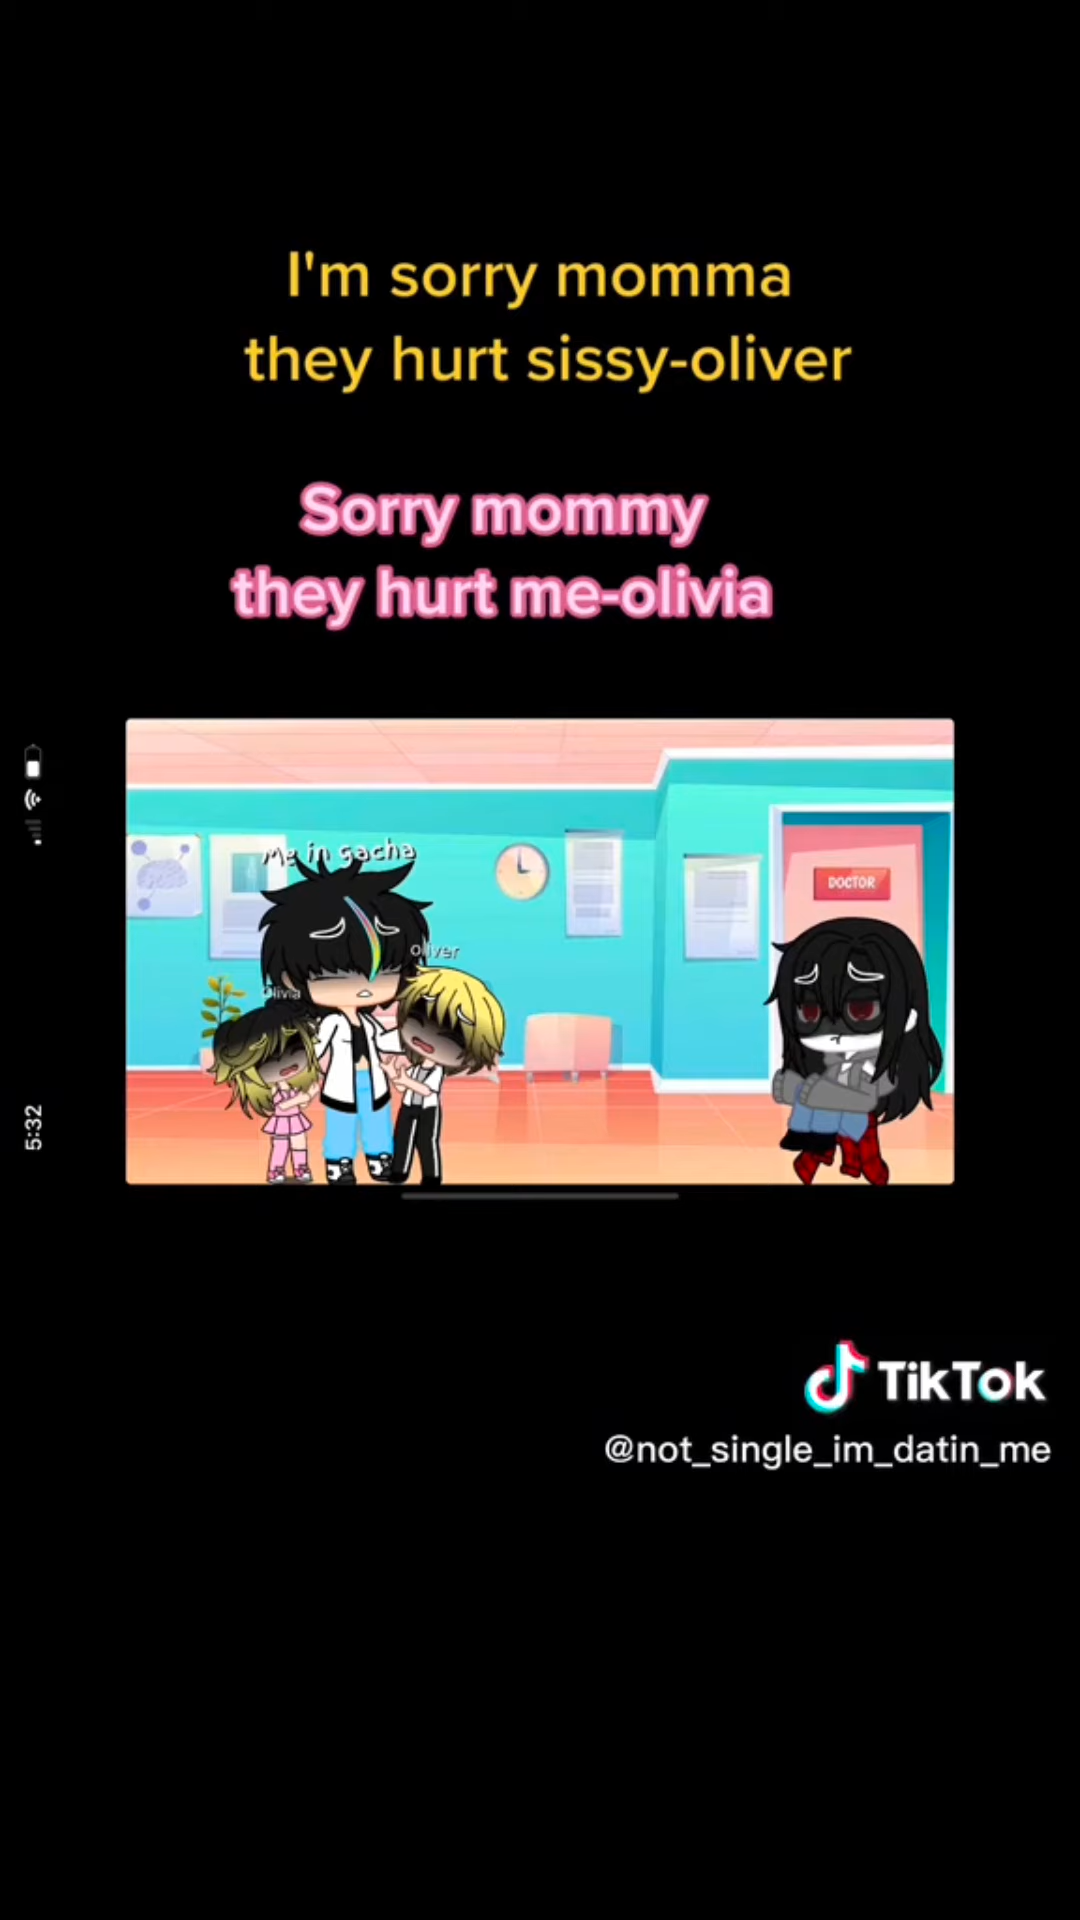 I'm sorry momma
they hurt sissy-oliver
Sorry mommy
they hurt me-olivia
Me in gacha
oliver
Olivia
DOCTOR
5:32
TikTok
@not_single_im_datin_me